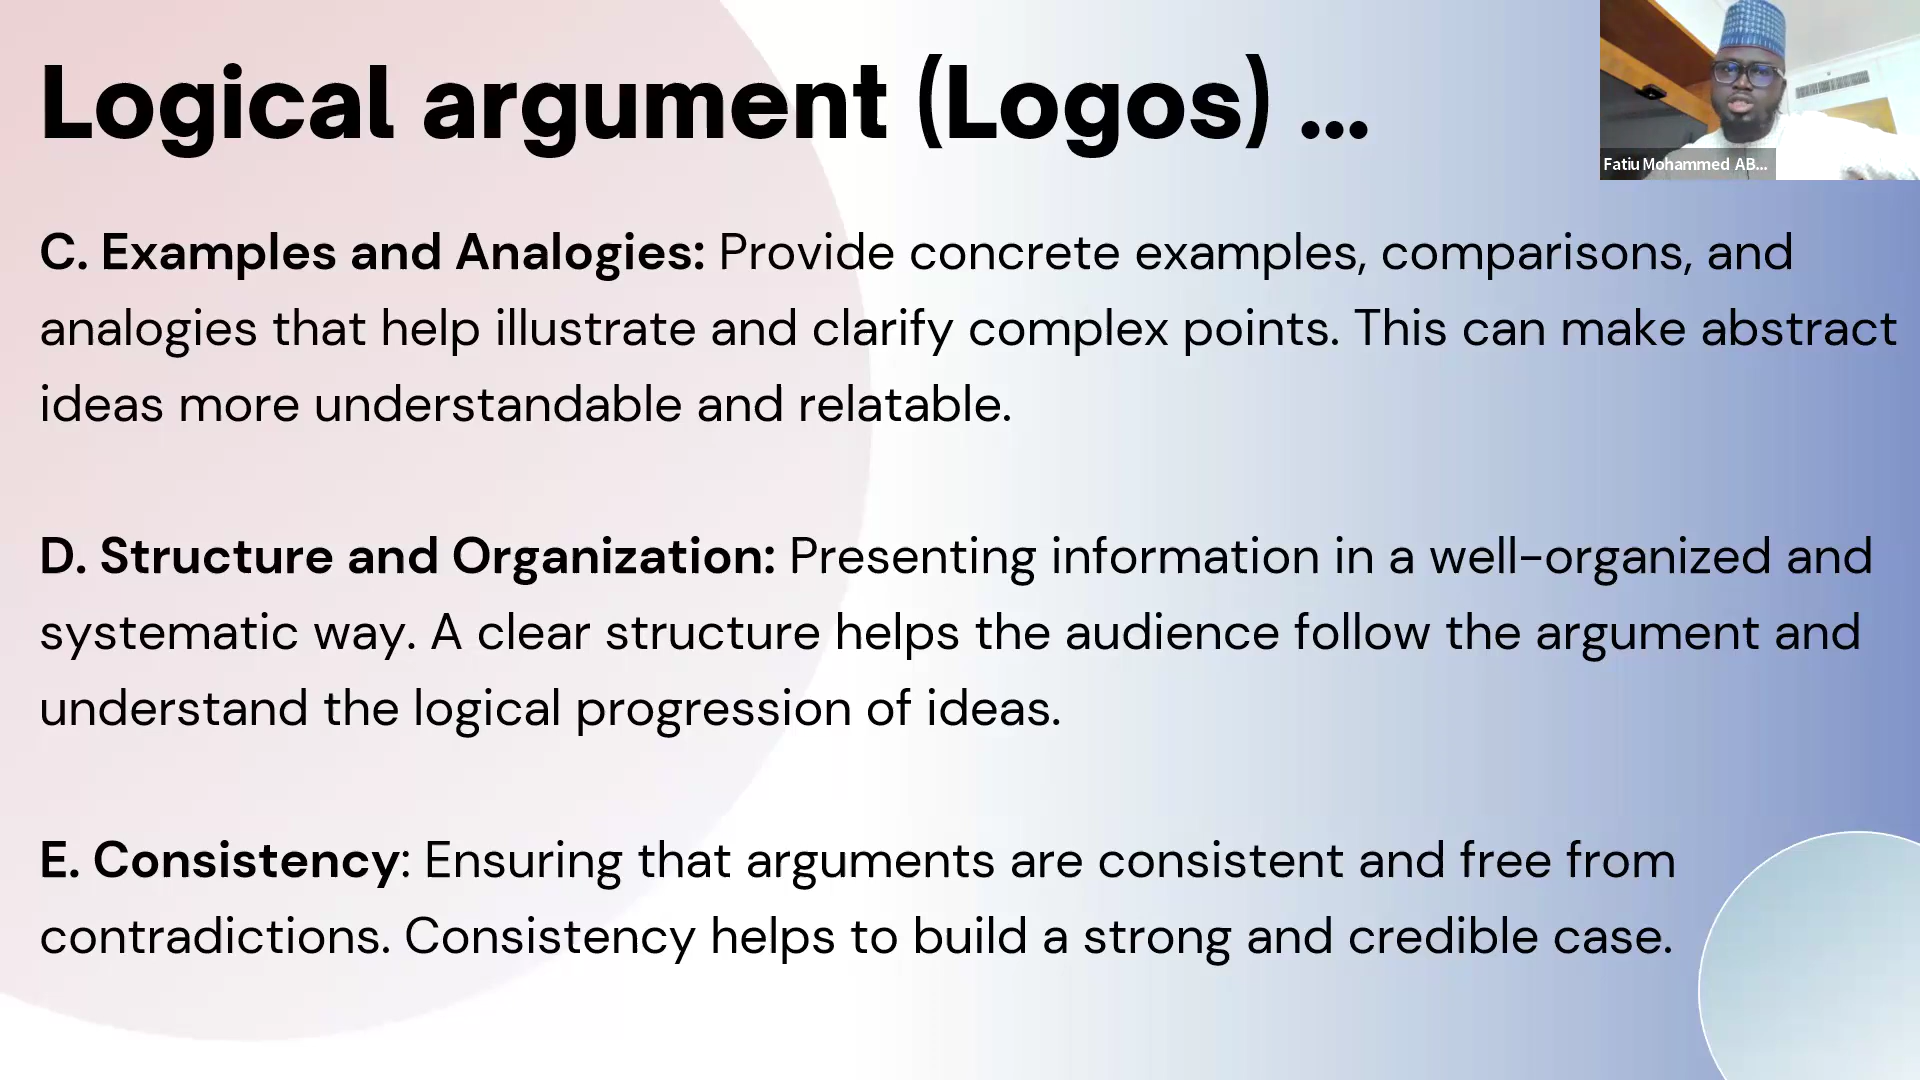 Logical argument (Logos) ...
Fatiu Mohammed AB...
C. Examples and Analogies: Provide concrete examples, comparisons, and
analogies that help illustrate and clarify complex points. This can make abstract
ideas more understandable and relatable.
D. Structure and Organization: Presenting information in a well-organized and
systematic way. A clear structure helps the audience follow the argument and
understand the logical progression of ideas.
E. Consistency: Ensuring that arguments are consistent and free from
contradictions. Consistency helps to build a strong and credible case.